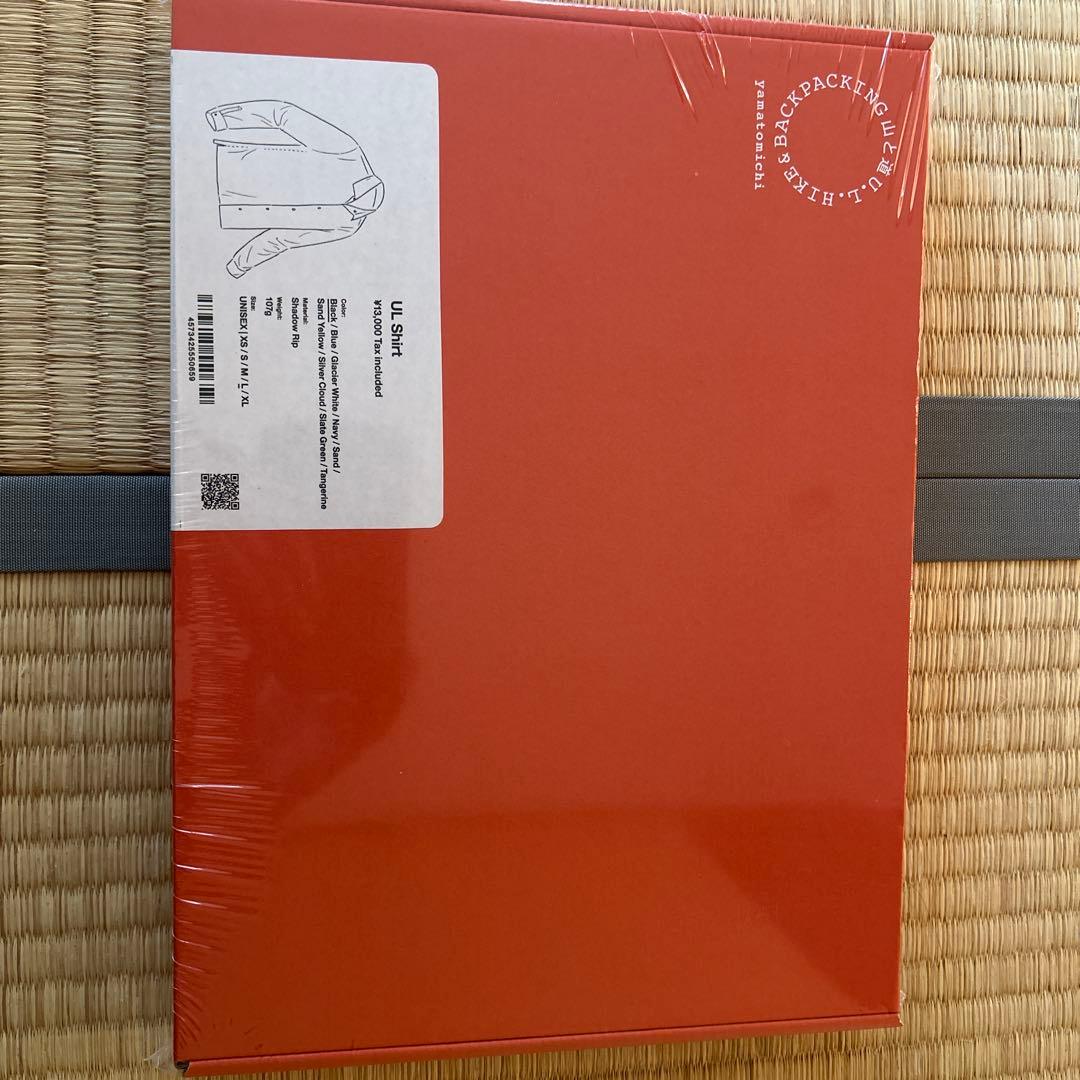 U.L.HIKE&BACKPACKING 山と道
yamatomichi
UL Shirt
¥13,000 Tax included
Color:
Black / Blue / Glacier White / Navy / Sand /
Sand Yellow / Silver Cloud / Slate Green / Tangerine
Material:
Shadow Rip
Weight:
107g
Size:
UNISEX | XS / S / M / L / XL
4573425550659